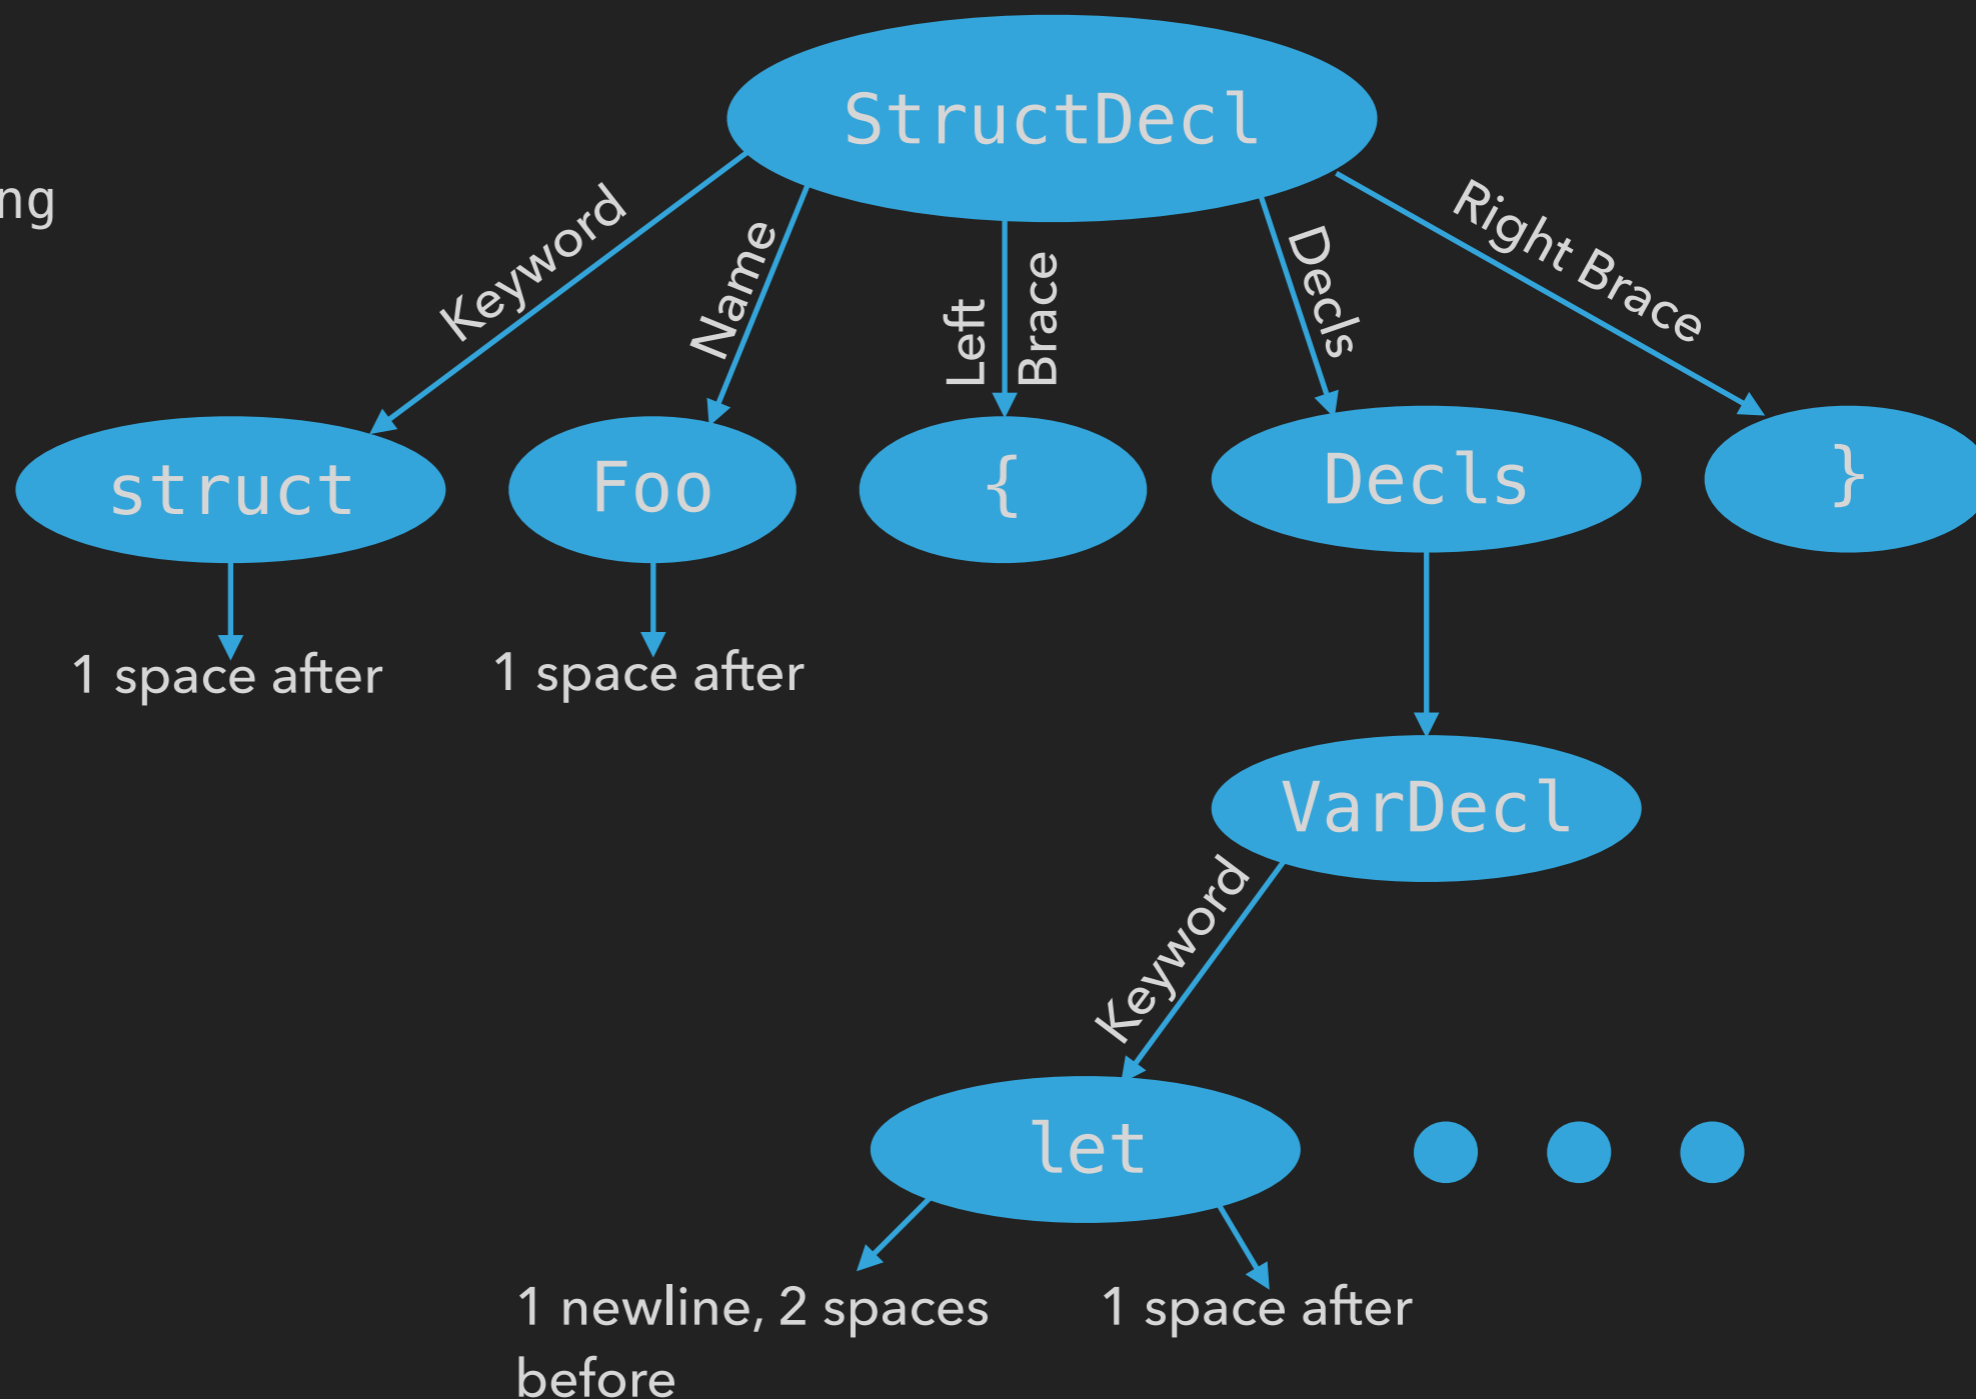 StructDecl
ng
Keyword
Name
Left
Brace
Decls
Right Brace
struct
Foo
{
Decls
}
1 space after
1 space after
VarDecl
Keyword
let
1 newline, 2 spaces
before
1 space after